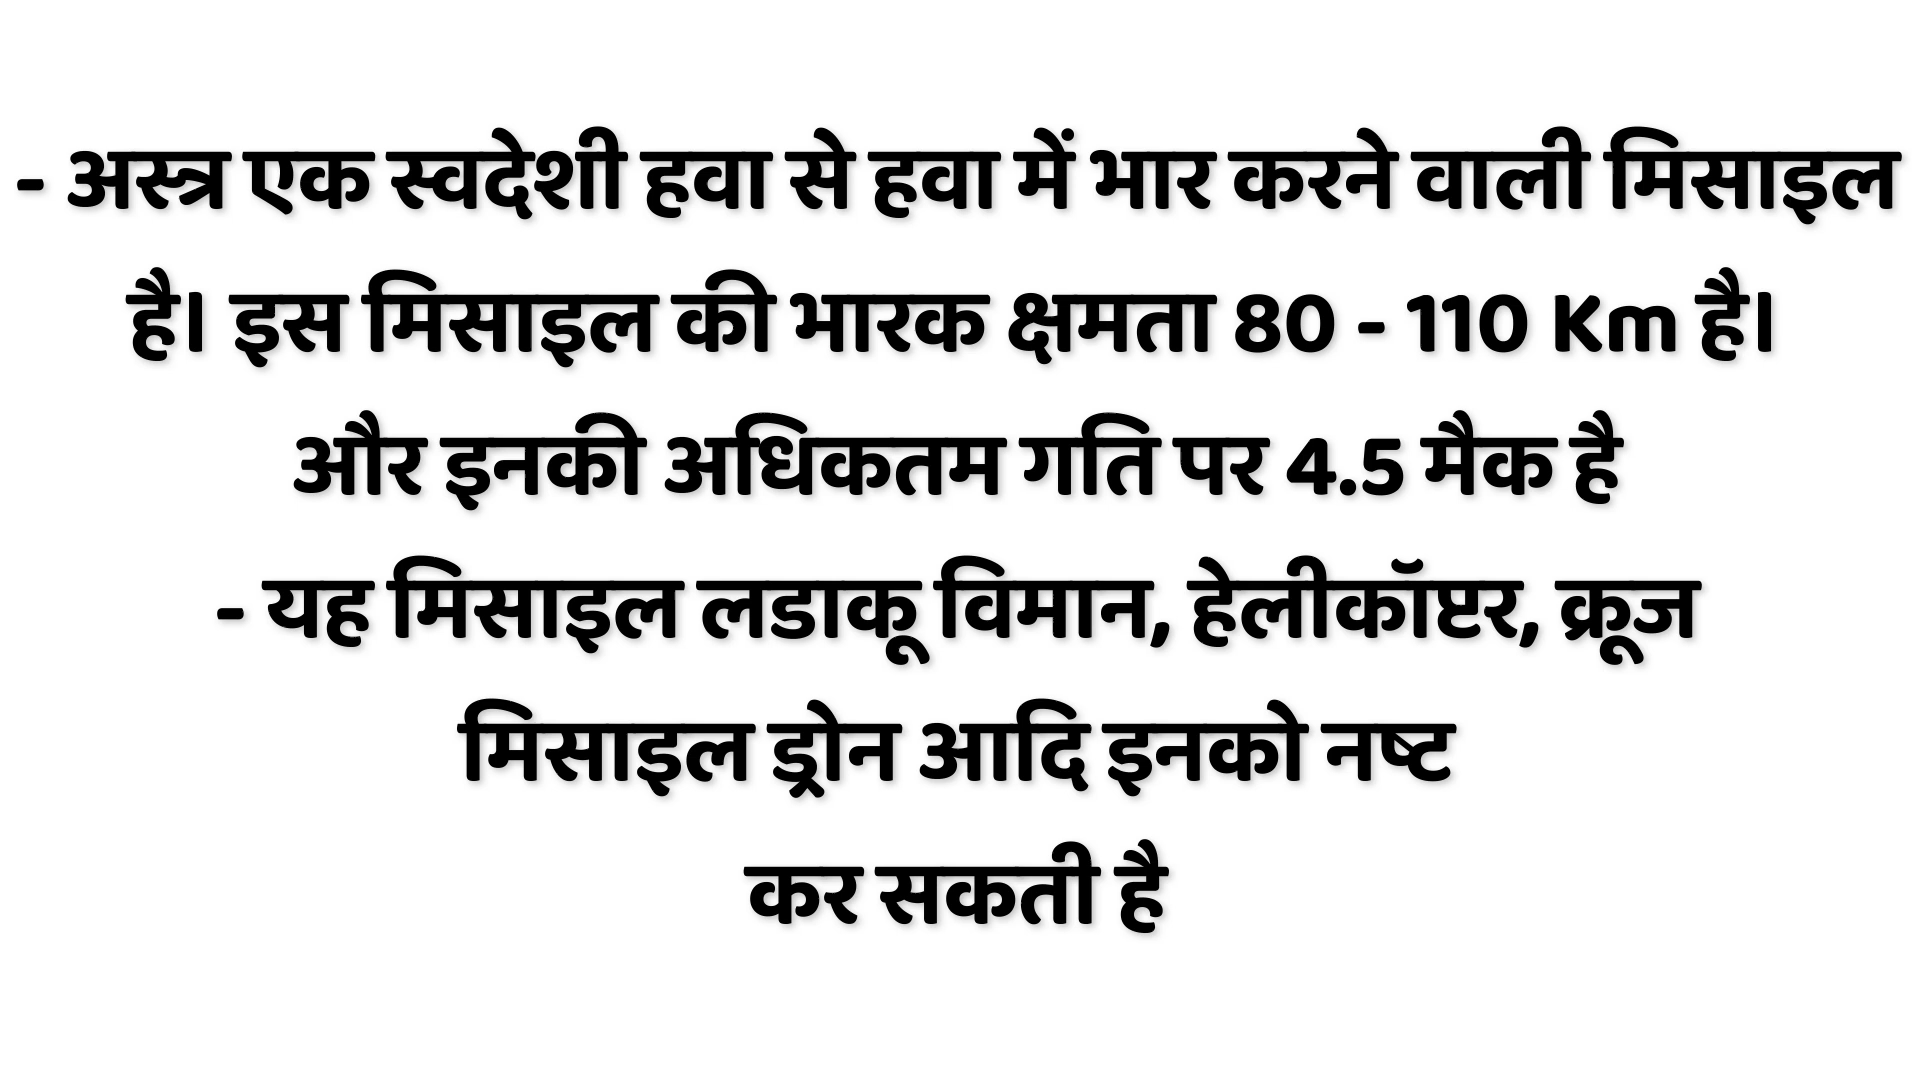 - अस्त्र एक स्वदेशी हवा से हवा में भार करने वाली मिसाइल
है। इस मिसाइल की भारक क्षमता 80 - 110 Km है।
और इनकी अधिकतम गति पर 4.5 मैक है
- यह मिसाइल लडाकू विमान, हेलीकॉप्टर, क्रूज
मिसाइल ड्रोन आदि इनको नष्ट
कर सकती है